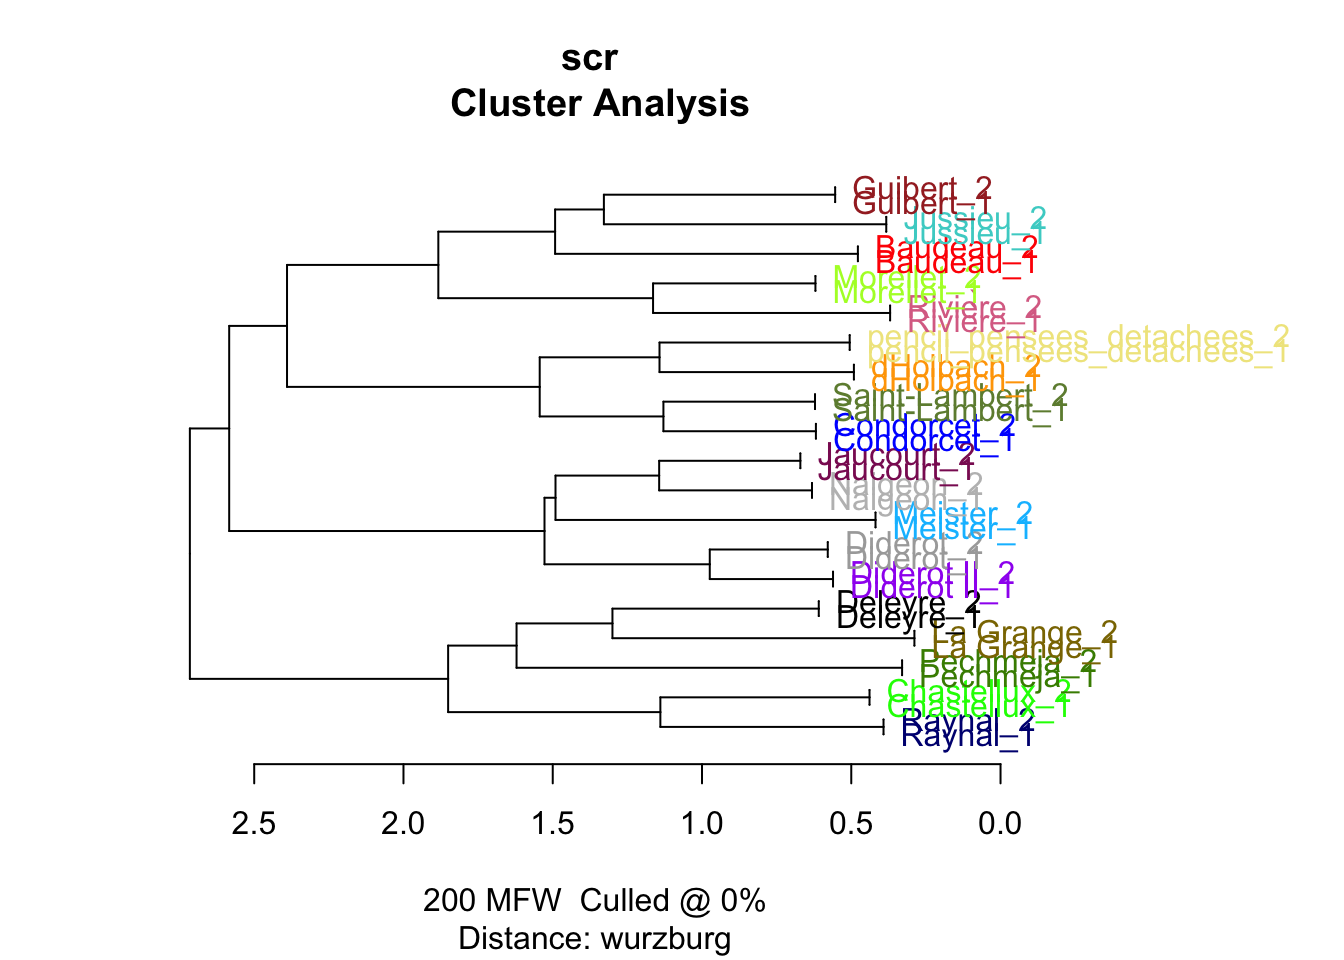 scr
Cluster Analysis
Guibert_2
Guibert_1
Jussieu_2
Jussieu_1
Baudeau_2
Baudeau_1
Morellet_2
Morellet_1
Riviere_2
Riviere_1
pencil_pensees_detachees_2
pencil_pensees_detachees_1
dHolbach_2
dHolbach_1
Saint-Lambert_2
Saint-Lambert_1
Condorcet_2
Condorcet_1
Jaucourt_2
Jaucourt_1
Naigeon_2
Naigeon_1
Meister_2
Meister_1
Diderot_2
Diderot_1
Diderot II_2
Diderot II_1
Deleyre_2
Deleyre_1
La Grange_2
La Grange_1
Pechmeja_2
Pechmeja_1
Chastellux_2
Chastellux_1
Raynal_2
Raynal_1
2.5 2.0 1.5 1.0 0.5 0.0
200 MFW Culled @ 0%
Distance: wurzburg